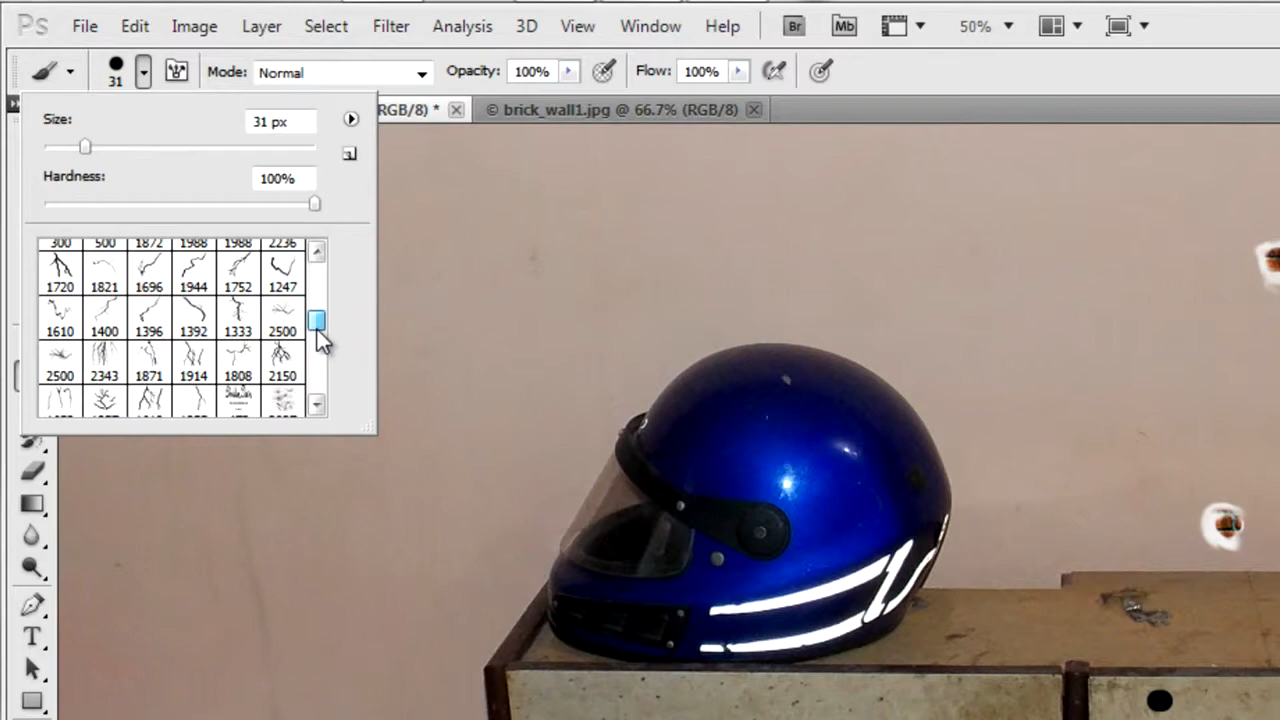 Ps File Edit Image Layer Select Filter Analysis 3D View Window Help Br Mb 50%
31 Mode: Normal Opacity: 100% Flow: 100%
RGB/8) * © brick_wall1.jpg @ 66.7% (RGB/8)
Size: 31 px
Hardness: 100%
300 500 1872 1988 1988 2236
1720 1821 1696 1944 1752 1247
1610 1400 1396 1392 1333 2500
2500 2343 1871 1914 1808 2150
T